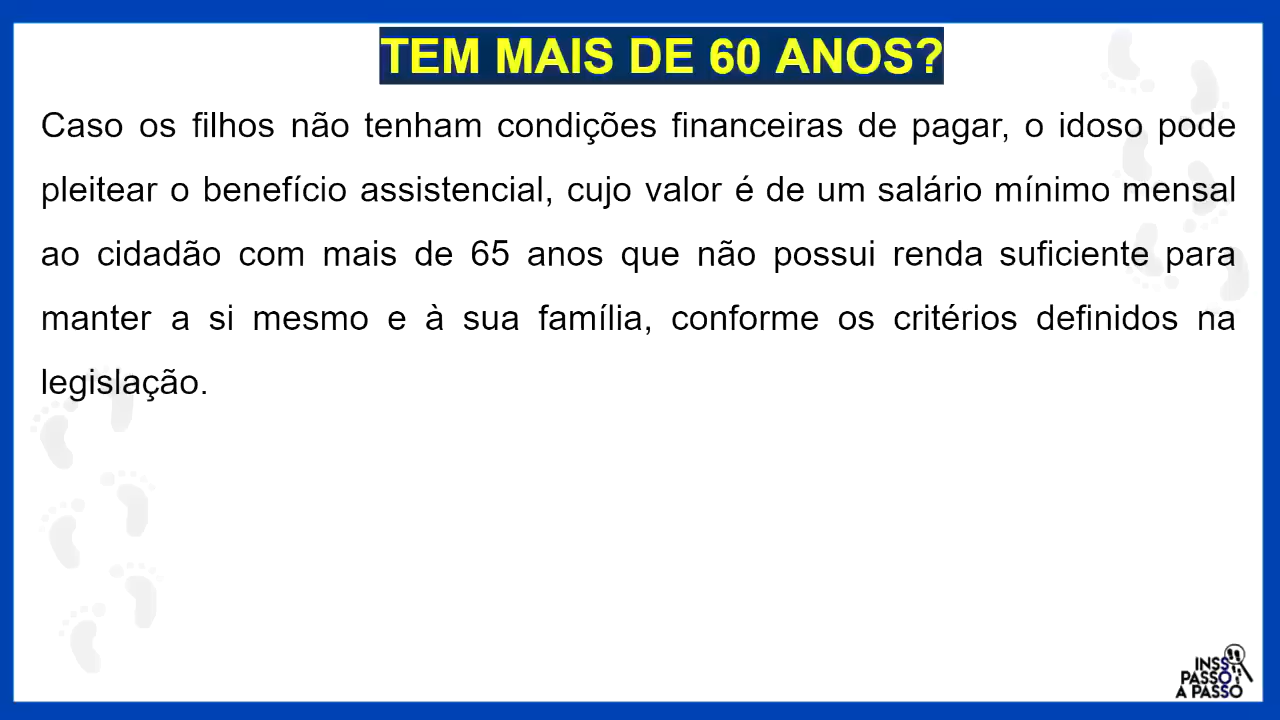 TEM MAIS DE 60 ANOS?
Caso os filhos não tenham condições financeiras de pagar, o idoso pode
pleitear o benefício assistencial, cujo valor é de um salário mínimo mensal
ao cidadão com mais de 65 anos que não possui renda suficiente para
manter a si mesmo e à sua família, conforme os critérios definidos na
legislação.
INSS
PASSO
A PASSO